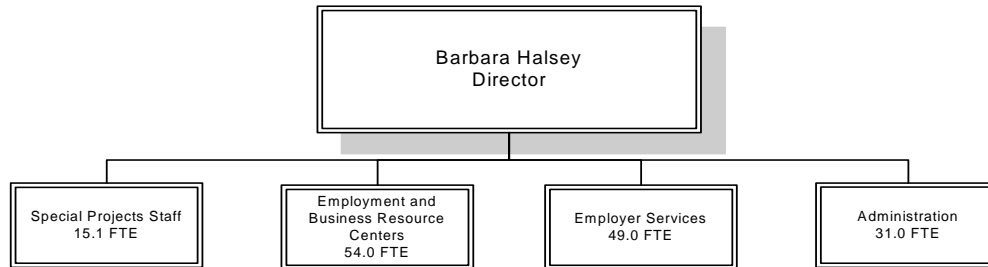 Barbara Halsey
Director
Special Projects Staff
15.1 FTE
Employment and
Business Resource
Centers
54.0 FTE
Employer Services
49.0 FTE
Administration
31.0 FTE